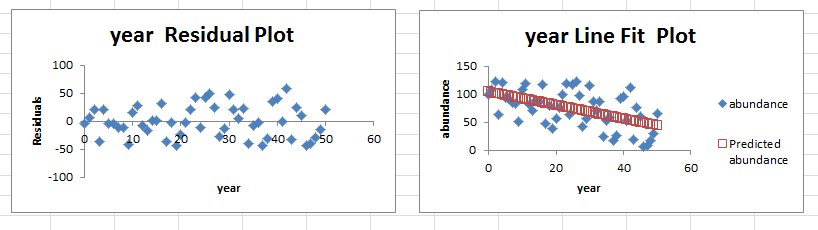 year Residual Plot
100
50
0
-50
-100
0
10
20
30
40
50
60
Residuals
year
year Line Fit Plot
150
100
50
0
0
20
40
60
abundance
year
abundance
Predicted
abundance